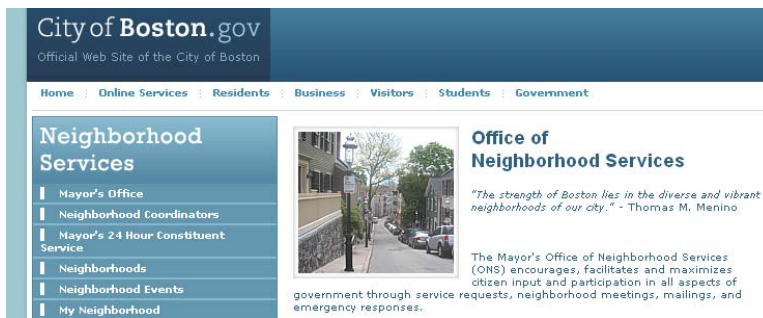 City of Boston.gov
Official Web Site of the City of Boston
Home Online Services Residents Business Visitors Students Government
Neighborhood
Services
Mayor's Office
Neighborhood Coordinators
Mayor's 24 Hour Constituent
Service
Neighborhoods
Neighborhood Events
My Neighborhood
Office of
Neighborhood Services
"The strength of Boston lies in the diverse and vibrant
neighborhoods of our city." - Thomas M. Menino
The Mayor's Office of Neighborhood Services
(ONS) encourages, facilitates and maximizes
citizen input and participation in all aspects of
government through service requests, neighborhood meetings, mailings, and
emergency responses.